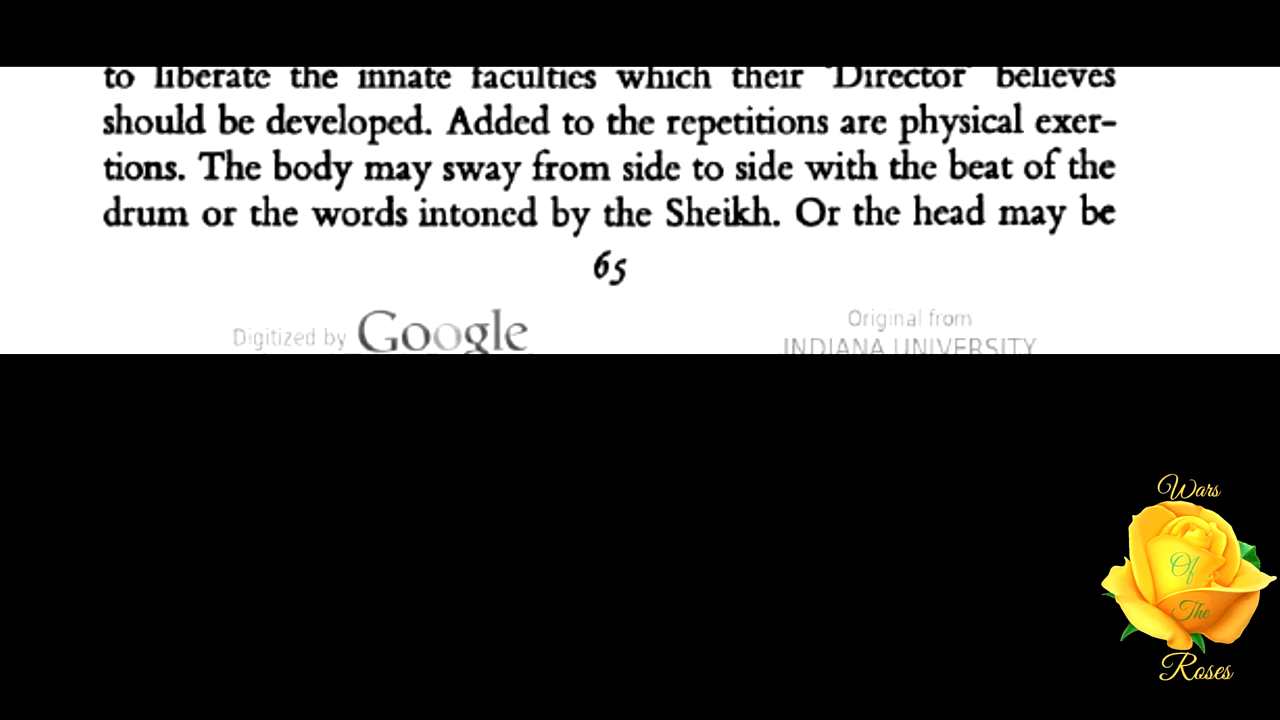 to liberate the innate faculties which their 'Director' believes
should be developed. Added to the repetitions are physical exer-
tions. The body may sway from side to side with the beat of the
drum or the words intoned by the Sheikh. Or the head may be
65
Digitized by Google
Original from
INDIANA UNIVERSITY
Wars
Of
The
Roses